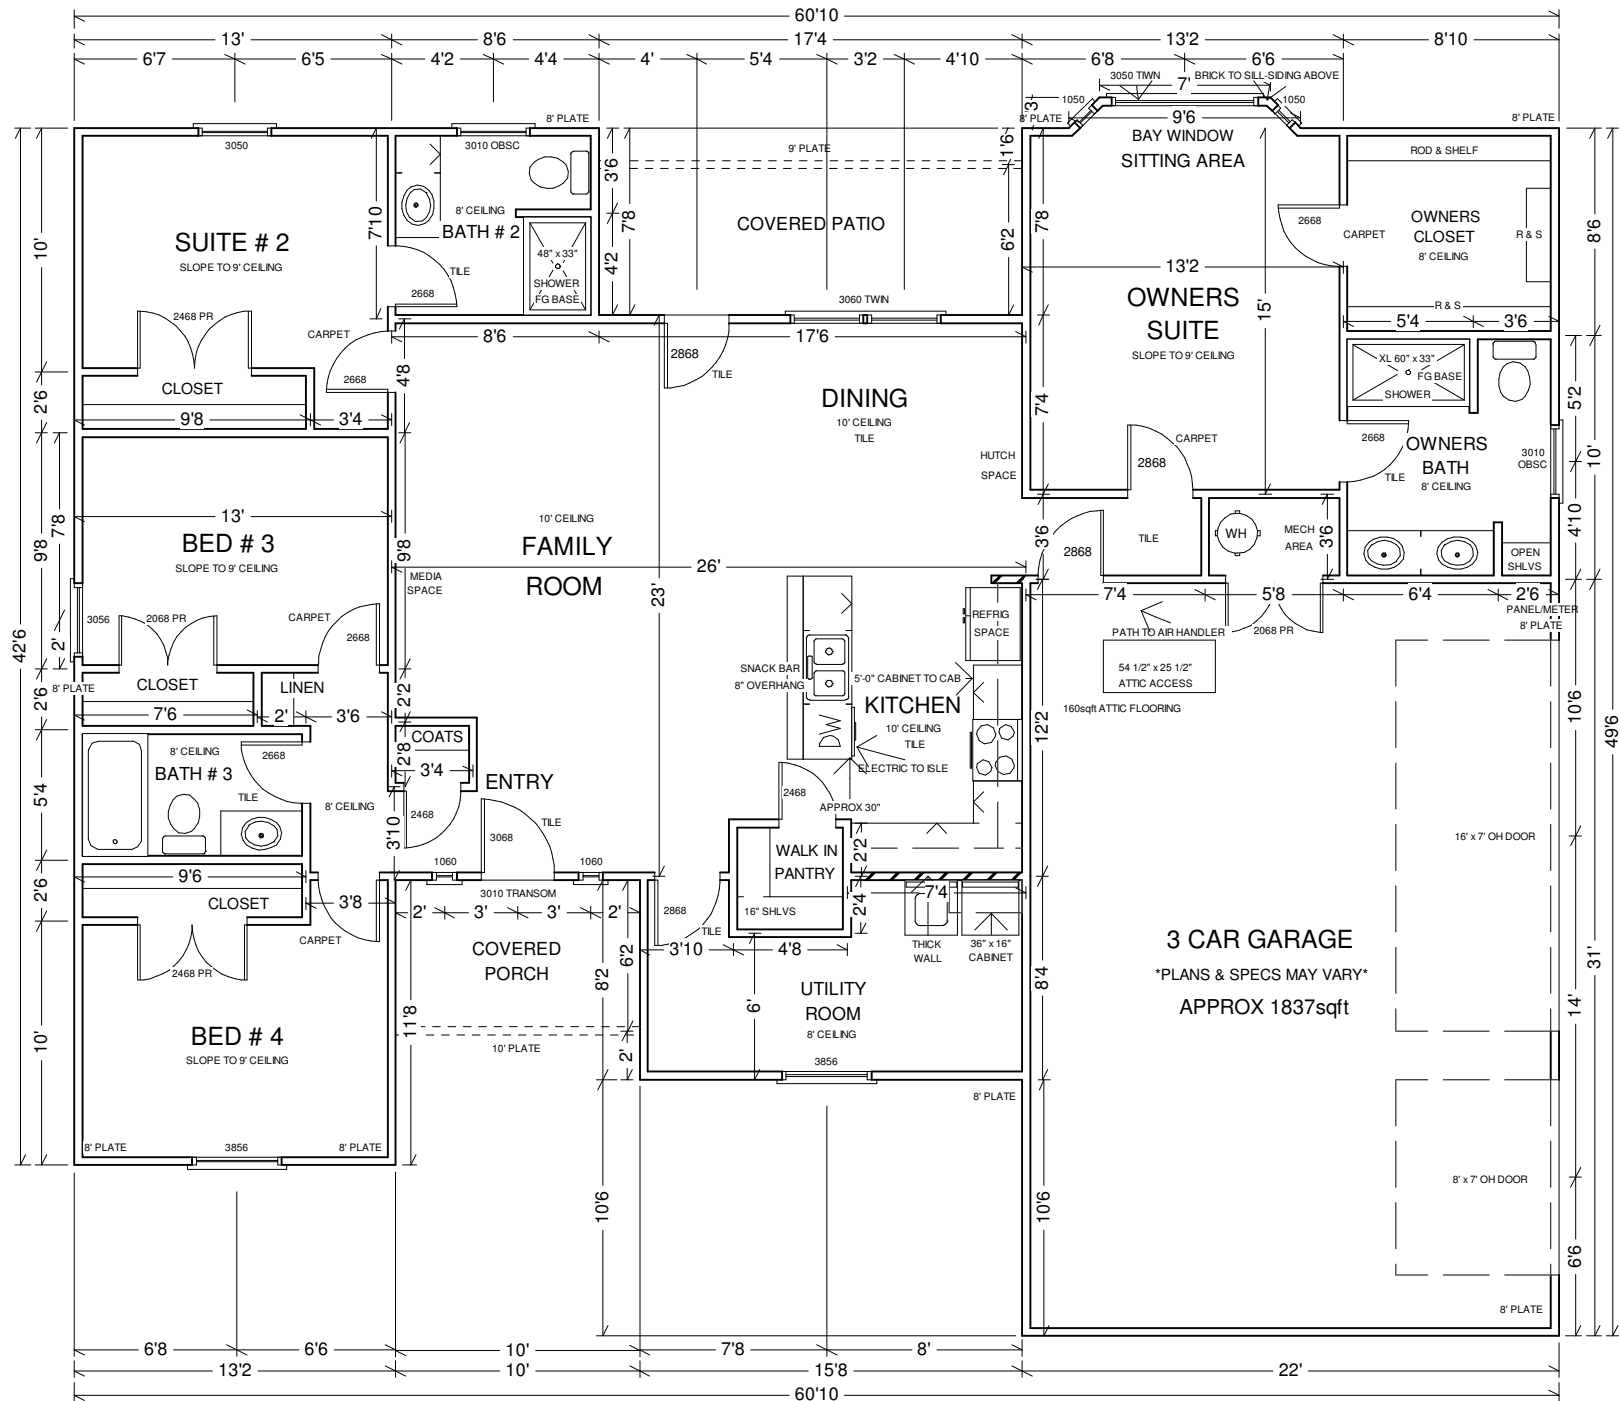 60'10
13' 8'6 17'4 13'2 8'10
6'7 6'5 4'2 4'4 4' 5'4 3'2 4'10 6'8 6'6
3050 TWIN BRICK TO SILL-SIDING ABOVE
7'
1050 1050
3'
9'6
8' PLATE 8' PLATE 8' PLATE
3050 3010 OBSC 9' PLATE
BAY WINDOW
SITTING AREA
ROD & SHELF
1'6
3'6
7'8
7'10
8' CEILING
BATH # 2
COVERED PATIO
6'2
7'8
2668
OWNERS
CLOSET
8' CEILING
CARPET
R & S
8'6
10'
SUITE # 2
SLOPE TO 9' CEILING
48" x 33"
SHOWER
FG BASE
4'2
TILE
2668
13'2
15'
OWNERS
SUITE
SLOPE TO 9' CEILING
3060 TWIN
R & S
5'4 3'6
2468 PR
CARPET
2668
8'6 17'6
2868
TILE
4'8
CLOSET
9'8 3'4
2'6
DINING
10' CEILING
TILE
7'4
XL 60" x 33"
FG BASE
SHOWER
5'2
CARPET
2868
2668
TILE
OWNERS
BATH
8' CEILING
3010
OBSC
10'
HUTCH
SPACE
13'
BED # 3
SLOPE TO 9' CEILING
7'8
9'8
9'8
10' CEILING
FAMILY
ROOM
26'
23'
MEDIA
SPACE
3'6
2868
TILE
WH
MECH
AREA
3'6
4'10
OPEN
SHLVS
7'4 5'8 6'4 2'6
PANEL/METER
8' PLATE
PATH TO AIR HANDLER
2068 PR
3056
2068 PR
CARPET
2668
2'
42'6
REFRIG
SPACE
SNACK BAR
8" OVERHANG
5'-0" CABINET TO CAB
54 1/2" x 25 1/2"
ATTIC ACCESS
160sqft ATTIC FLOORING
8' PLATE
CLOSET
LINEN
7'6 2' 3'6
2'6
2'2
KITCHEN
10' CEILING
TILE
DW
ELECTRIC TO ISLE
12'2
10'6
49'6
COATS
2'8
3'4
8' CEILING
BATH # 3
2668
TILE
5'4
8' CEILING
ENTRY
2468
3068
TILE
3'10
2468
APPROX 30"
16' x 7' OH DOOR
WALK IN
PANTRY
2'2
1060 1060
3010 TRANSOM
9'6
CLOSET
2'6
3'8
CARPET
2' 3' 3' 2'
2868
TILE
16" SHLVS
2'4
7'4
THICK
WALL
36" x 16"
CABINET
3'10 4'8
2468 PR
COVERED
PORCH
6'2
8'2
11'8
6'
UTILITY
ROOM
8' CEILING
8'4
3 CAR GARAGE
*PLANS & SPECS MAY VARY*
APPROX 1837sqft
31'
14'
10'
BED # 4
SLOPE TO 9' CEILING
10' PLATE
2'
3856
8' PLATE
8' PLATE 3856 8' PLATE
10'6
10'6
8' x 7' OH DOOR
6'6
8' PLATE
6'8 6'6 10' 7'8 8'
13'2 10' 15'8 22'
60'10